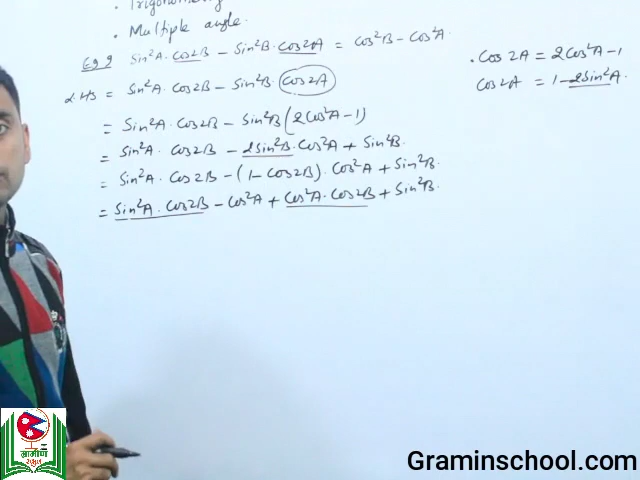 • Trigonometry
• Multiple angle.
Eg 9 Sin²A · Cos2B − Sin²B · Cos2A = Cos²B − Cos²A.
LHS = Sin²A · Cos2B − Sin²B · Cos2A
= Sin²A · Cos2B − Sin²B (2Cos²A − 1)
= Sin²A · Cos2B − 2Sin²B · Cos²A + Sin²B.
= Sin²A · Cos2B − (1 − Cos2B) · Cos²A + Sin²B.
= Sin²A · Cos2B − Cos²A + Cos²A · Cos2B + Sin²B.
• Cos2A = 2Cos²A − 1
Cos2A = 1 − 2Sin²A.
ग्रामीण
स्कुल
Graminschool.com